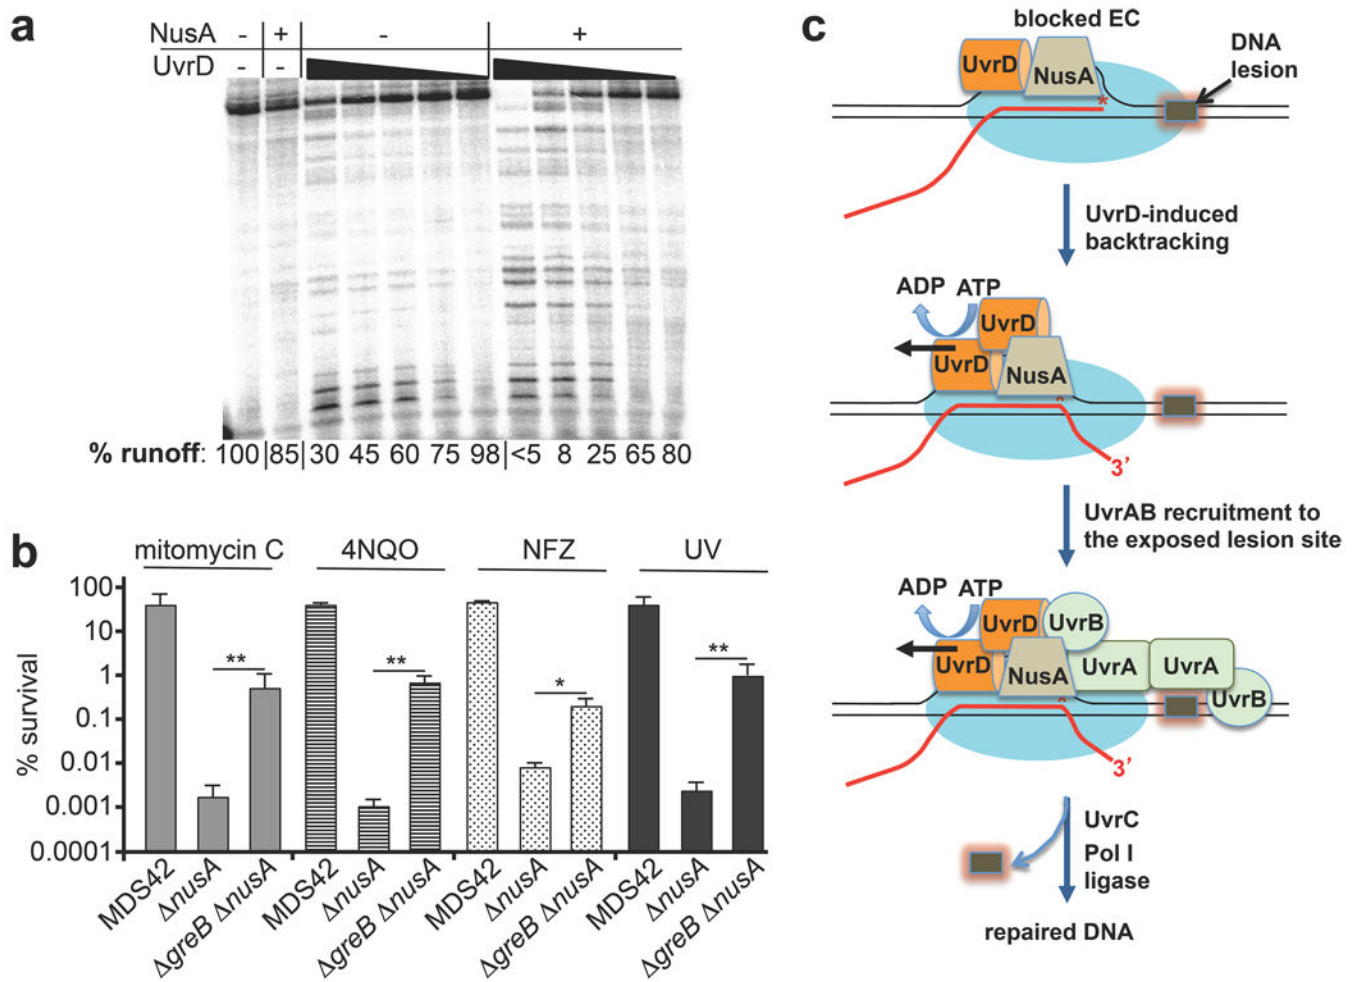 a
NusA - + - +
UvrD - -
% runoff: 100 85 30 45 60 75 98 <5 8 25 65 80
b
mitomycin C 4NQO NFZ UV
% survival
100
10
1
0.1
0.01
0.001
0.0001
** ** * **
MDS42 ΔnusA ΔgreB ΔnusA MDS42 ΔnusA ΔgreB ΔnusA MDS42 ΔnusA ΔgreB ΔnusA MDS42 ΔnusA ΔgreB ΔnusA
c
blocked EC
DNA
lesion
UvrD
NusA
*
UvrD-induced
backtracking
ADP ATP
UvrD
UvrD
NusA
3’
UvrAB recruitment to
the exposed lesion site
ADP ATP
UvrD UvrB
UvrD NusA UvrA UvrA
UvrB
3’
UvrC
Pol I
ligase
repaired DNA